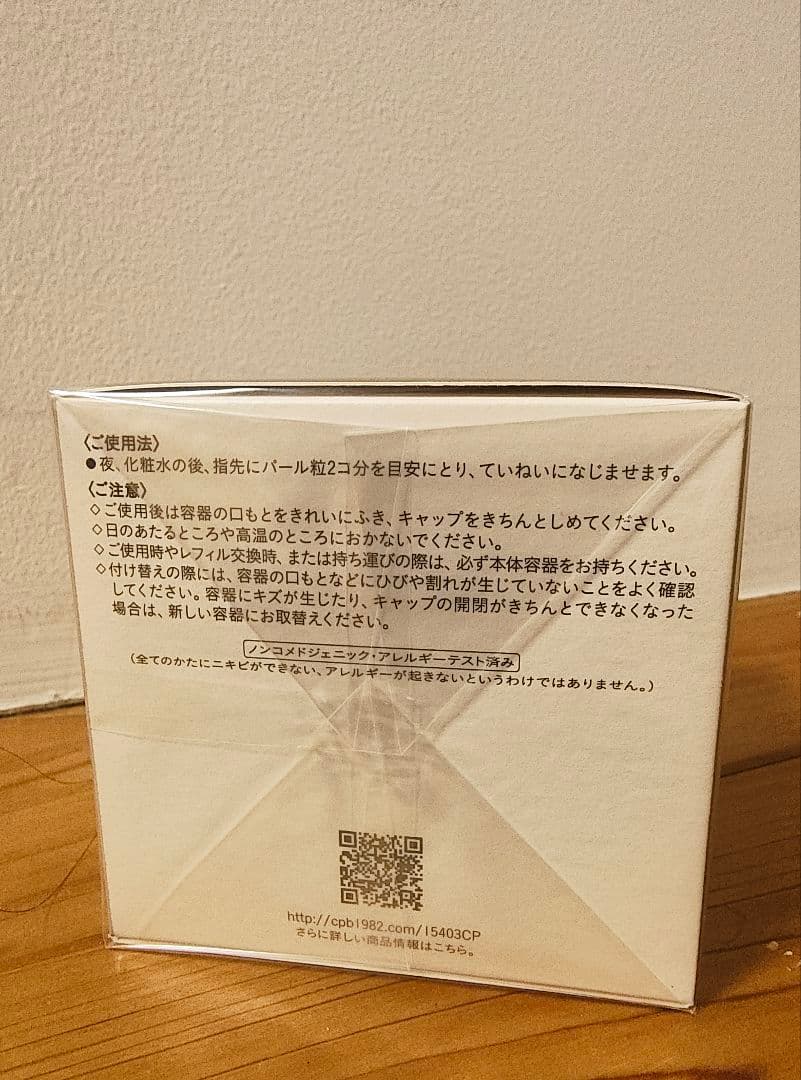 〈ご使用法〉
●夜、化粧水の後、指先にパール粒2コ分を目安にとり、ていねいになじませます。
〈ご注意〉
◇ご使用後は容器の口もとをきれいにふき、キャップをきちんとしめてください。
◇日のあたるところや高温のところにおかないでください。
◇ご使用時やレフィル交換時、または持ち運びの際は、必ず本体容器をお持ちください。
◇付け替えの際には、容器の口もとなどにひびや割れが生じていないことをよく確認
してください。容器にキズが生じたり、キャップの開閉がきちんとできなくなった
場合は、新しい容器にお取替えください。
ノンコメドジェニック・アレルギーテスト済み
(全てのかたにニキビができない、アレルギーが起きないというわけではありません。)
http://cpb1982.com/15403CP
さらに詳しい商品情報はこちら。